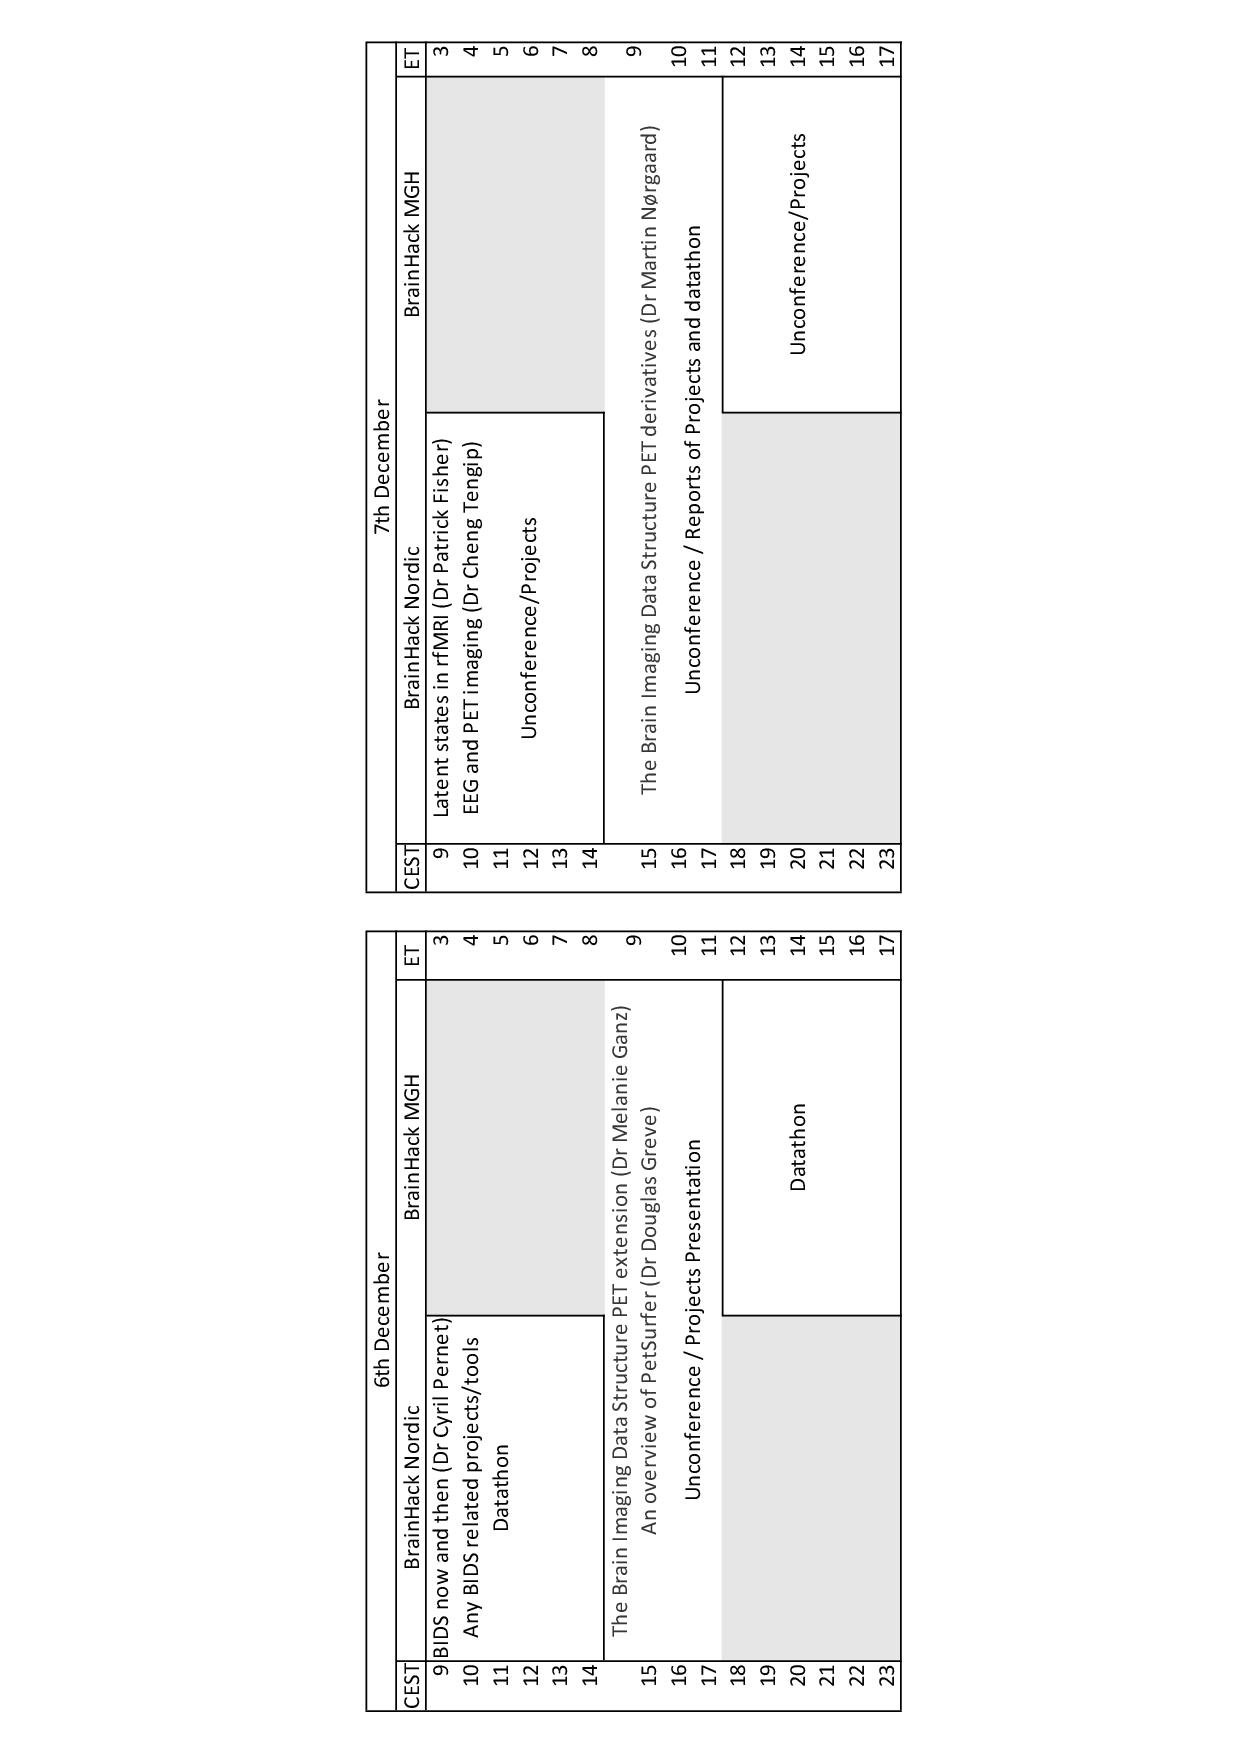 6th December
CEST BrainHack Nordic BrainHack MGH ET
9 BIDS now and then (Dr Cyril Pernet) 3
10 Any BIDS related projects/tools 4
11 Datathon 5
12 6
13 7
14 8
The Brain Imaging Data Structure PET extension (Dr Melanie Ganz)
9
15 An overview of PetSurfer (Dr Douglas Greve)
16 10
Unconference / Projects Presentation
17 11
18 12
19 13
20 Datathon 14
21 15
22 16
23 17
7th December
CEST BrainHack Nordic BrainHack MGH ET
9 Latent states in rfMRI (Dr Patrick Fisher) 3
10 EEG and PET imaging (Dr Cheng Tengip) 4
11 5
12 Unconference/Projects 6
13 7
14 8
9
15 The Brain Imaging Data Structure PET derivatives (Dr Martin Nørgaard)
16 10
Unconference / Reports of Projects and datathon
17 11
18 12
19 13
20 Unconference/Projects 14
21 15
22 16
23 17